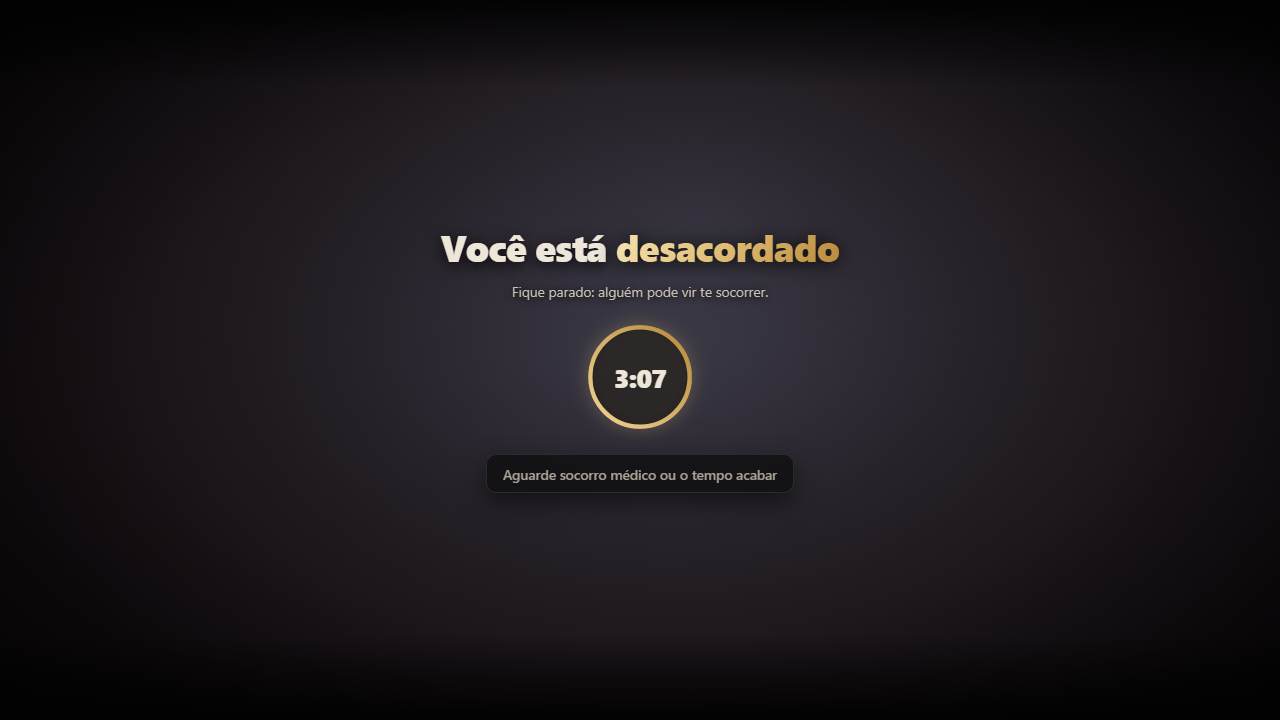 Você está desacordado
Fique parado: alguém pode vir te socorrer.
3:07
Aguarde socorro médico ou o tempo acabar